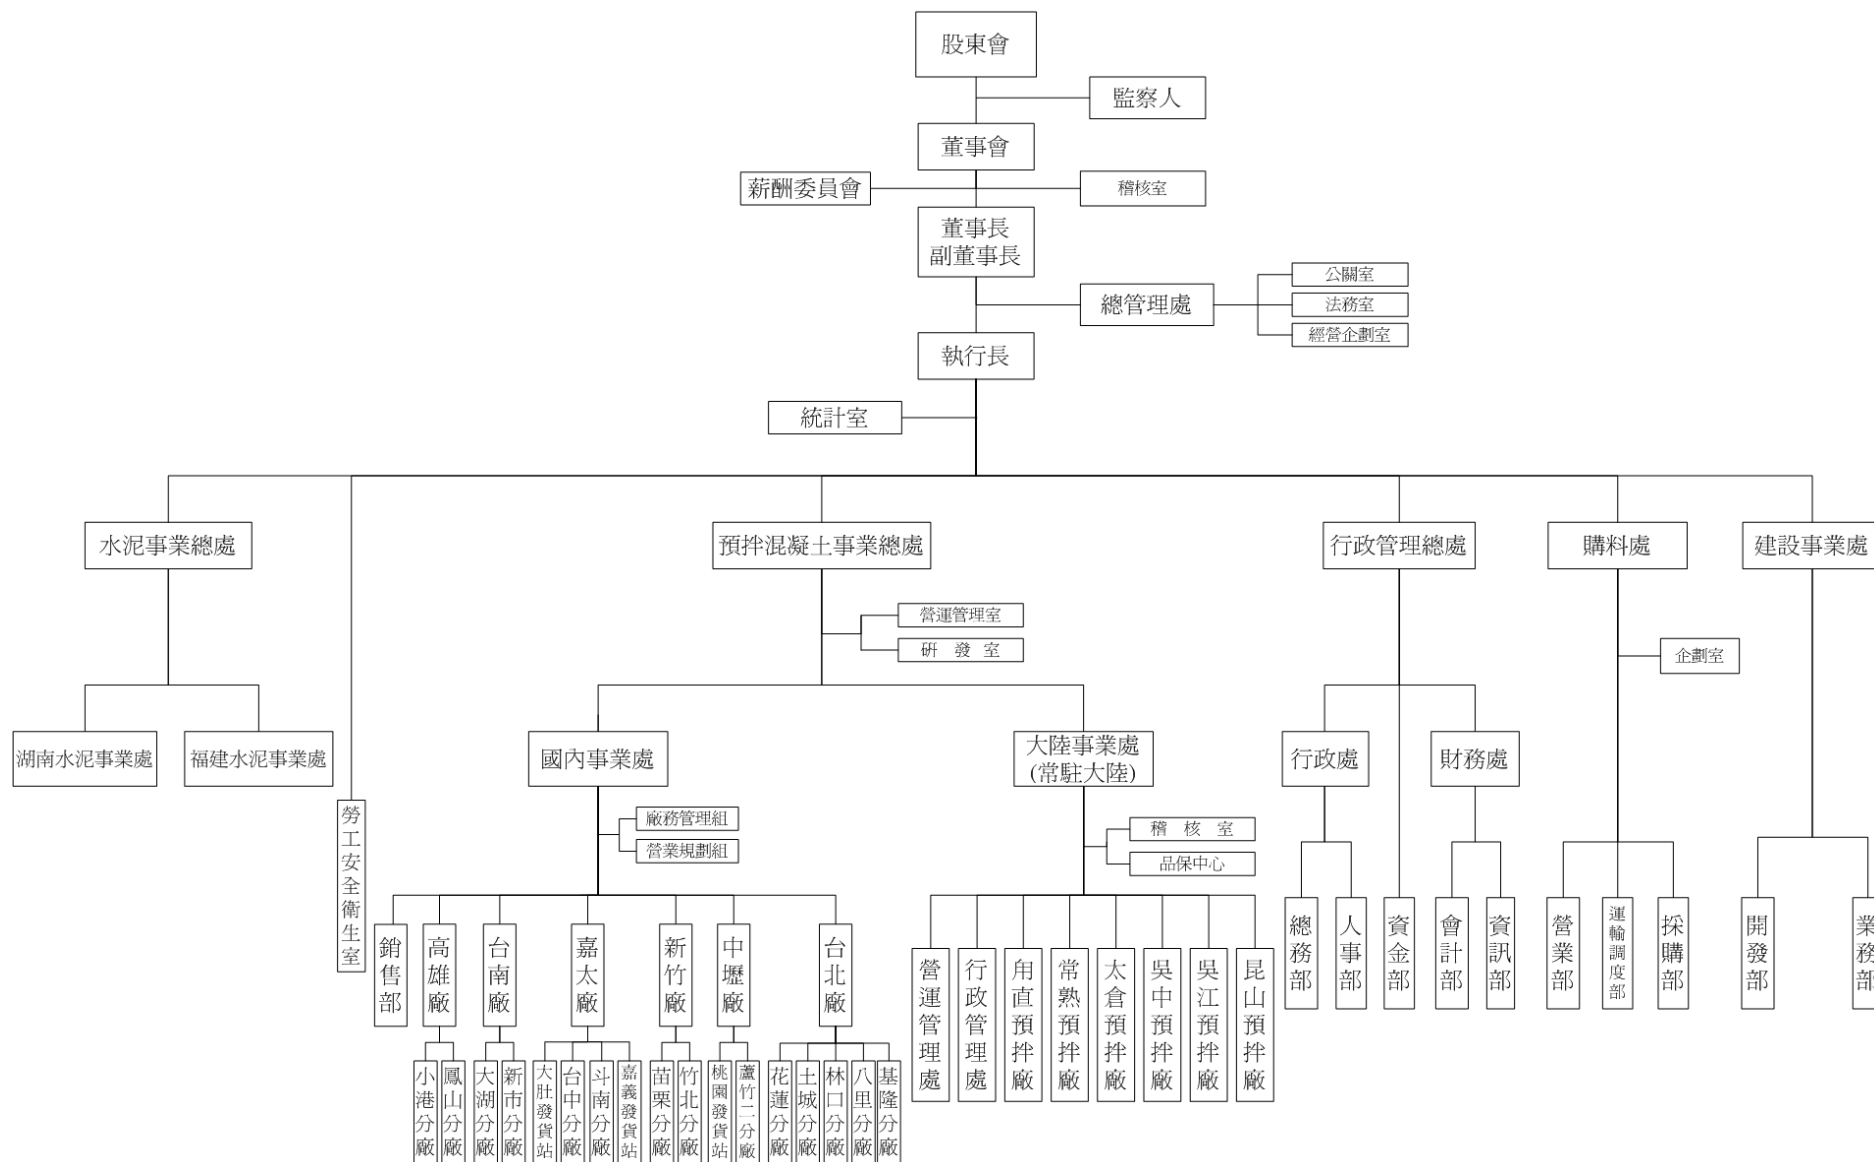 股東會
監察人
董事會
薪酬委員會
稽核室
董事長
副董事長
總管理處
公關室
法務室
經營企劃室
執行長
統計室
水泥事業總處
預拌混凝土事業總處
行政管理總處
購料處
建設事業處
營運管理室
研 發 室
企劃室
湖南水泥事業處
福建水泥事業處
國內事業處
大陸事業處
(常駐大陸)
行政處
財務處
勞工安全衛生室
廠務管理組
營業規劃組
稽 核 室
品保中心
銷售部
高雄廠
台南廠
嘉太廠
新竹廠
中壢廠
台北廠
營運管理處
行政管理處
甪直預拌廠
常熟預拌廠
太倉預拌廠
吳中預拌廠
吳江預拌廠
昆山預拌廠
總務部
人事部
資金部
會計部
資訊部
營業部
運輸調度部
採購部
開發部
業務部
小港分廠
鳳山分廠
大湖分廠
新市分廠
大肚發貨站
台中分廠
斗南分廠
嘉義發貨站
苗栗分廠
竹北分廠
桃園發貨站
蘆竹二分廠
花蓮分廠
土城分廠
林口分廠
八里分廠
基隆分廠